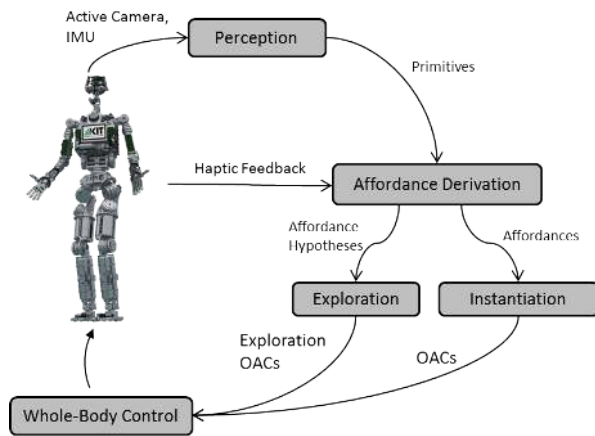 Active Camera,
IMU
Perception
Primitives
KIT
Haptic Feedback
Affordance Derivation
Affordance
Hypotheses
Affordances
Exploration
Instantiation
Exploration
OACs
OACs
Whole-Body Control